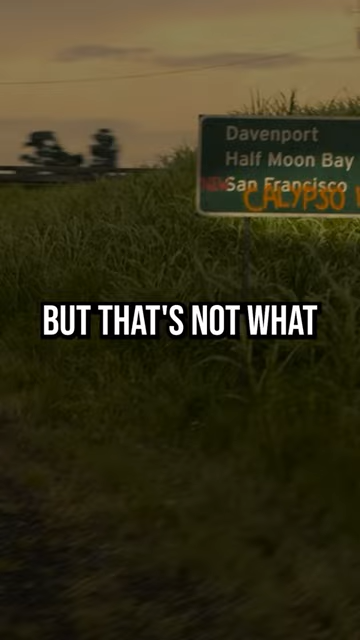 Davenport
Half Moon Bay
San Francisco
CALYPSO
BUT THAT'S NOT WHAT